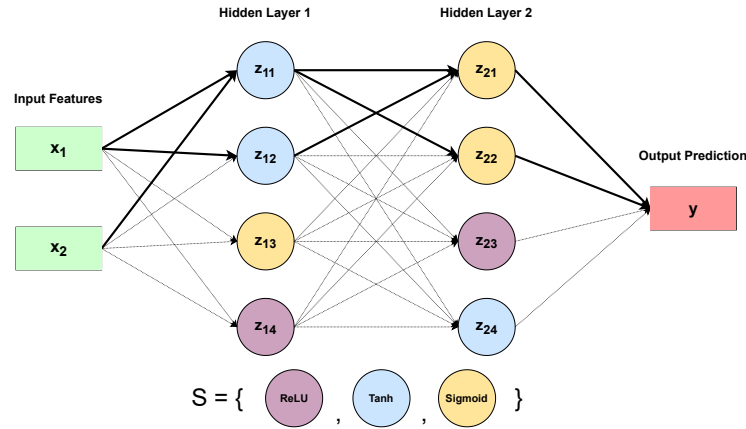 Hidden Layer 1
Hidden Layer 2
Input Features
Output Prediction
x1
x2
z11
z12
z13
z14
z21
z22
z23
z24
y
S = { ReLU , Tanh , Sigmoid }